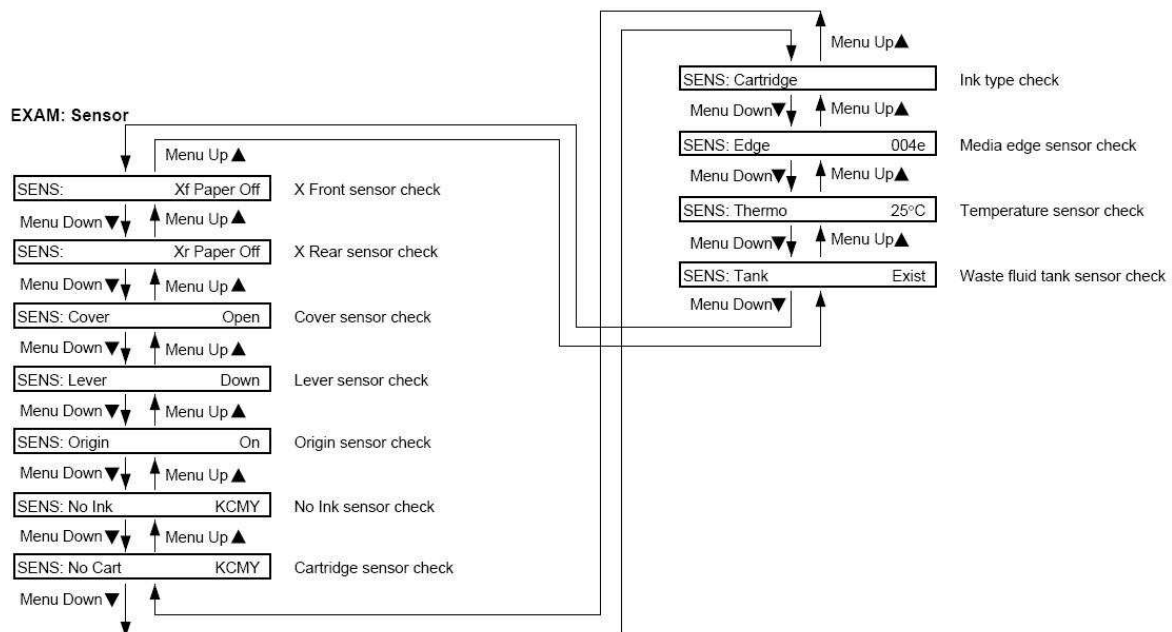 EXAM: Sensor
Menu Up▲
SENS: Xf Paper Off X Front sensor check
Menu Down▼ Menu Up▲
SENS: Xr Paper Off X Rear sensor check
Menu Down▼ Menu Up▲
SENS: Cover Open Cover sensor check
Menu Down▼ Menu Up▲
SENS: Lever Down Lever sensor check
Menu Down▼ Menu Up▲
SENS: Origin On Origin sensor check
Menu Down▼ Menu Up▲
SENS: No Ink KCMY No Ink sensor check
Menu Down▼ Menu Up▲
SENS: No Cart KCMY Cartridge sensor check
Menu Down▼
Menu Up▲
SENS: Cartridge Ink type check
Menu Down▼ Menu Up▲
SENS: Edge 004e Media edge sensor check
Menu Down▼ Menu Up▲
SENS: Thermo 25°C Temperature sensor check
Menu Down▼ Menu Up▲
SENS: Tank Exist Waste fluid tank sensor check
Menu Down▼